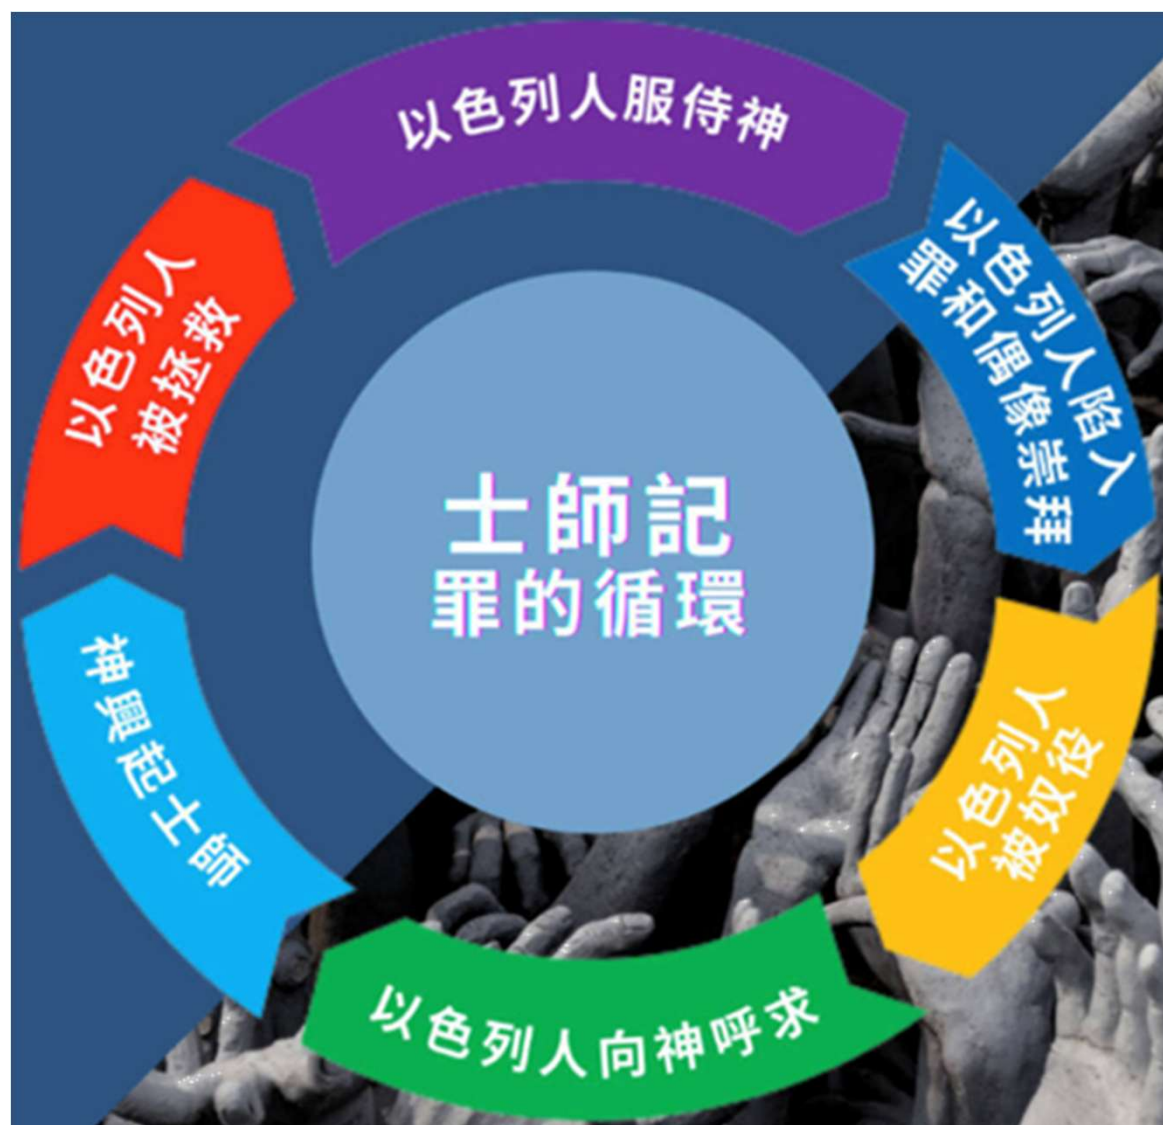 士師記
罪的循環
以色列人服侍神
以色列人陷入
罪和偶像崇拜
以色列人
被奴役
以色列人向神呼求
神興起士師
以色列人
被拯救